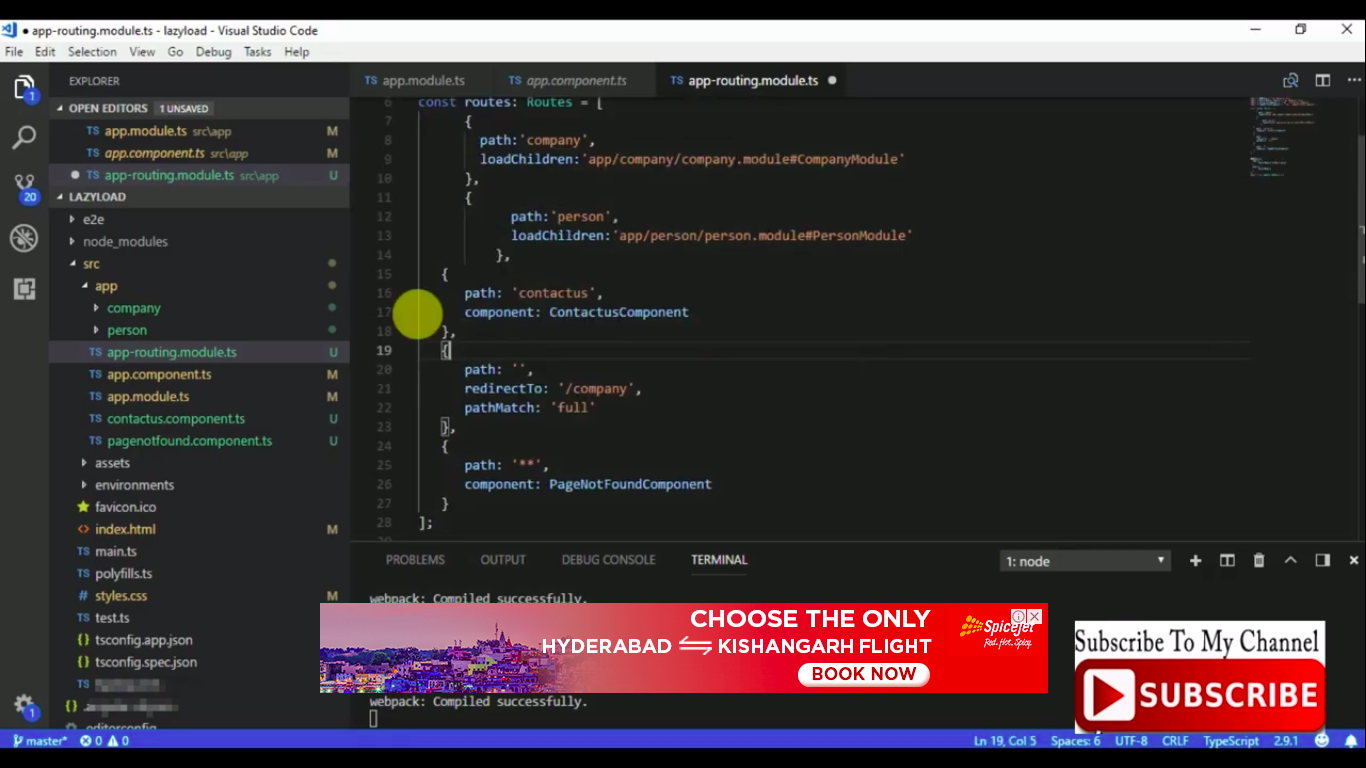 app-routing.module.ts - lazyload - Visual Studio Code
File Edit Selection View Go Debug Tasks Help
EXPLORER
TS app.module.ts TS app.component.ts TS app-routing.module.ts
OPEN EDITORS 1 UNSAVED
TS app.module.ts src\app M
TS app.component.ts src\app M
TS app-routing.module.ts src\app U
LAZYLOAD
e2e
node_modules
src
app
company
person
TS app-routing.module.ts U
TS app.component.ts M
TS app.module.ts M
TS contactus.component.ts U
TS pagenotfound.component.ts U
assets
environments
favicon.ico
<> index.html M
TS main.ts
TS polyfills.ts
# styles.css M
TS test.ts
{} tsconfig.app.json
{} tsconfig.spec.json
TS
{}
.editorconfig
1
20
1
6 const routes: Routes = [
7 {
8 path:'company',
9 loadChildren:'app/company/company.module#CompanyModule'
10 },
11 {
12 path:'person',
13 loadChildren:'app/person/person.module#PersonModule'
14 },
15 {
16 path: 'contactus',
17 component: ContactusComponent
18 },
19 {
20 path: '',
21 redirectTo: '/company',
22 pathMatch: 'full'
23 },
24 {
25 path: '**',
26 component: PageNotFoundComponent
27 }
28 ];
PROBLEMS OUTPUT DEBUG CONSOLE TERMINAL 1: node
webpack: Compiled successfully.
CHOOSE THE ONLY
HYDERABAD KISHANGARH FLIGHT
BOOK NOW
SpiceJet
Red. Hot. Spicy.
webpack: Compiled successfully.
Subscribe To My Channel
SUBSCRIBE
master* 0 0 Ln 19, Col 5 Spaces: 6 UTF-8 CRLF TypeScript 2.9.1